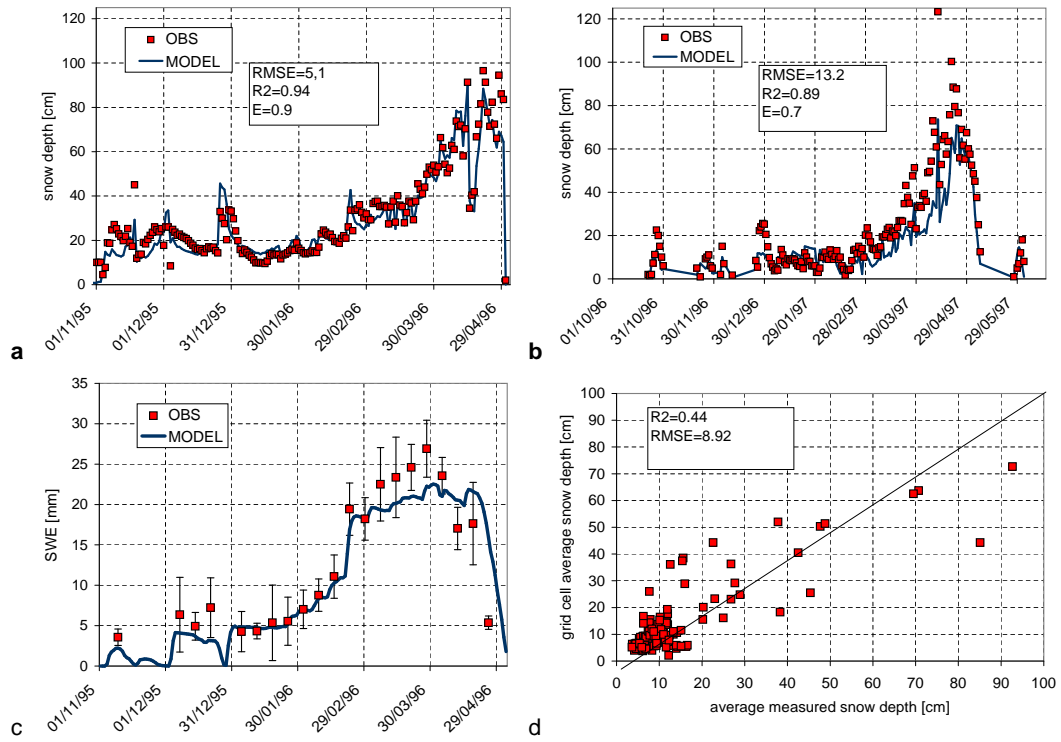 120
100
80
60
40
20
0
snow depth [cm]
OBS
MODEL
RMSE=5,1
R2=0.94
E=0.9
01/11/95
01/12/95
31/12/95
30/01/96
29/02/96
30/03/96
29/04/96
a
120
100
80
60
40
20
0
snow depth [cm]
OBS
MODEL
RMSE=13.2
R2=0.89
E=0.7
01/10/96
31/10/96
30/11/96
30/12/96
29/01/97
28/02/97
30/03/97
29/04/97
29/05/97
b
35
30
25
20
15
10
5
0
SWE [mm]
OBS
MODEL
01/11/95
01/12/95
31/12/95
30/01/96
29/02/96
30/03/96
29/04/96
c
100
90
80
70
60
50
40
30
20
10
0
grid cell average snow depth [cm]
R2=0.44
RMSE=8.92
0 10 20 30 40 50 60 70 80 90 100
average measured snow depth [cm]
d